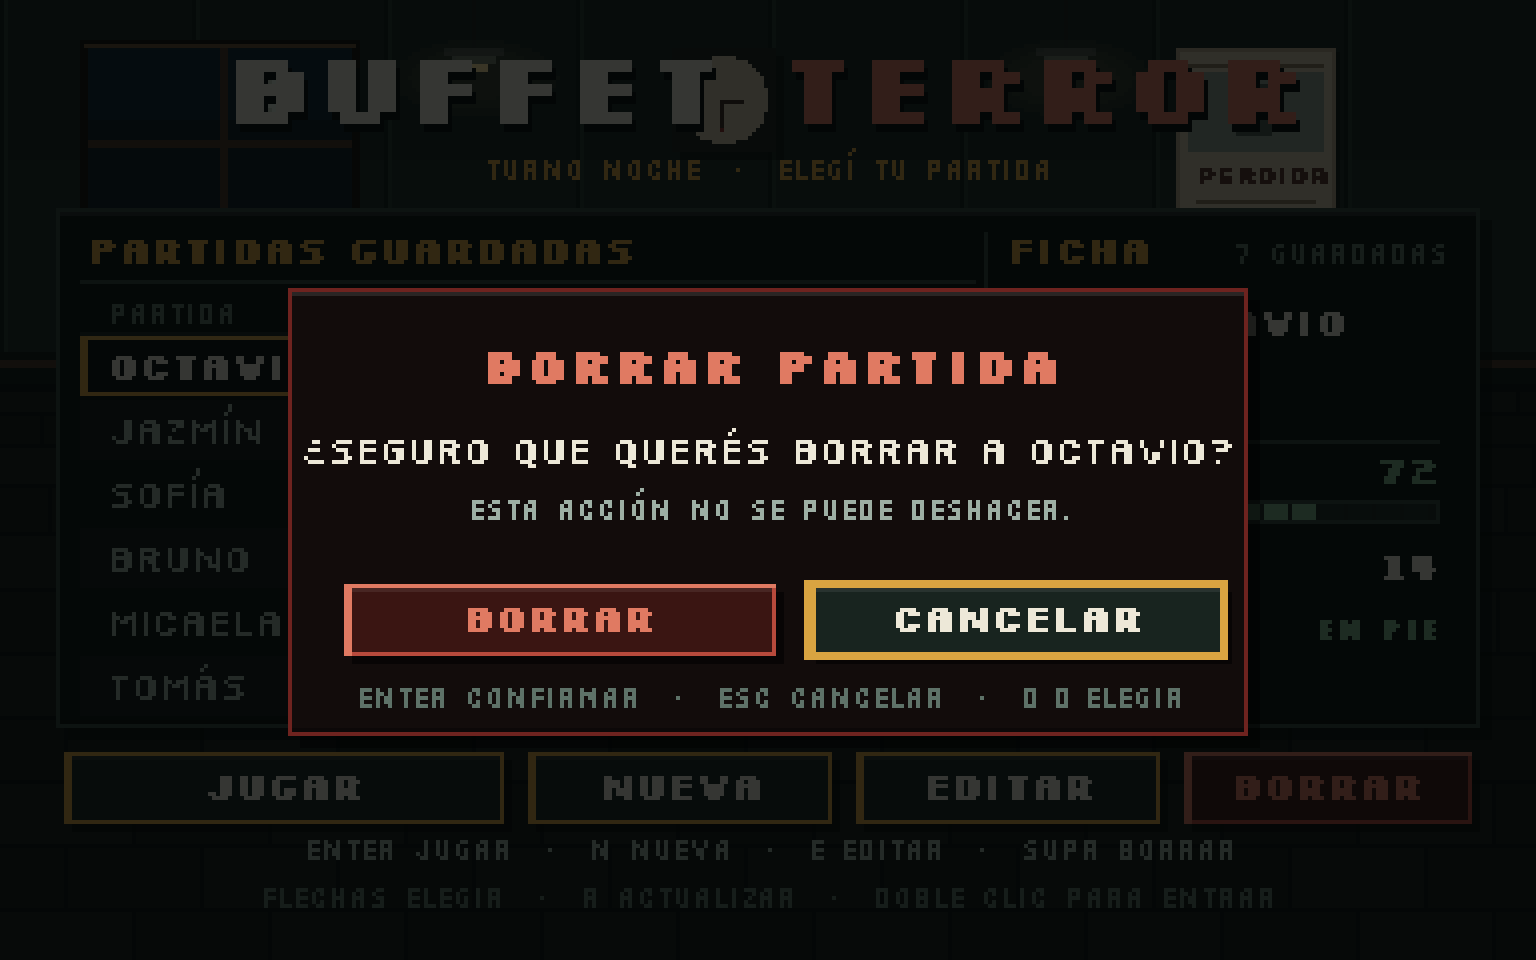 BUFFET TERROR
TURNO NOCHE · ELEGÍ TU PARTIDA
PERDIDA
PARTIDAS GUARDADAS
FICHA 7 GUARDADAS
PARTIDA
OCTAVI
VIO
JAZMÍN
SOFÍA
BRUNO
MICAELA
TOMÁS
72
14
EN PIE
BORRAR PARTIDA
¿SEGURO QUE QUERÉS BORRAR A OCTAVIO?
ESTA ACCIÓN NO SE PUEDE DESHACER.
BORRAR CANCELAR
ENTER CONFIRMAR · ESC CANCELAR · O O ELEGIR
JUGAR NUEVA EDITAR BORRAR
ENTER JUGAR · N NUEVA · E EDITAR · SUPR BORRAR
FLECHAS ELEGIR · A ACTUALIZAR · DOBLE CLIC PARA ENTRAR